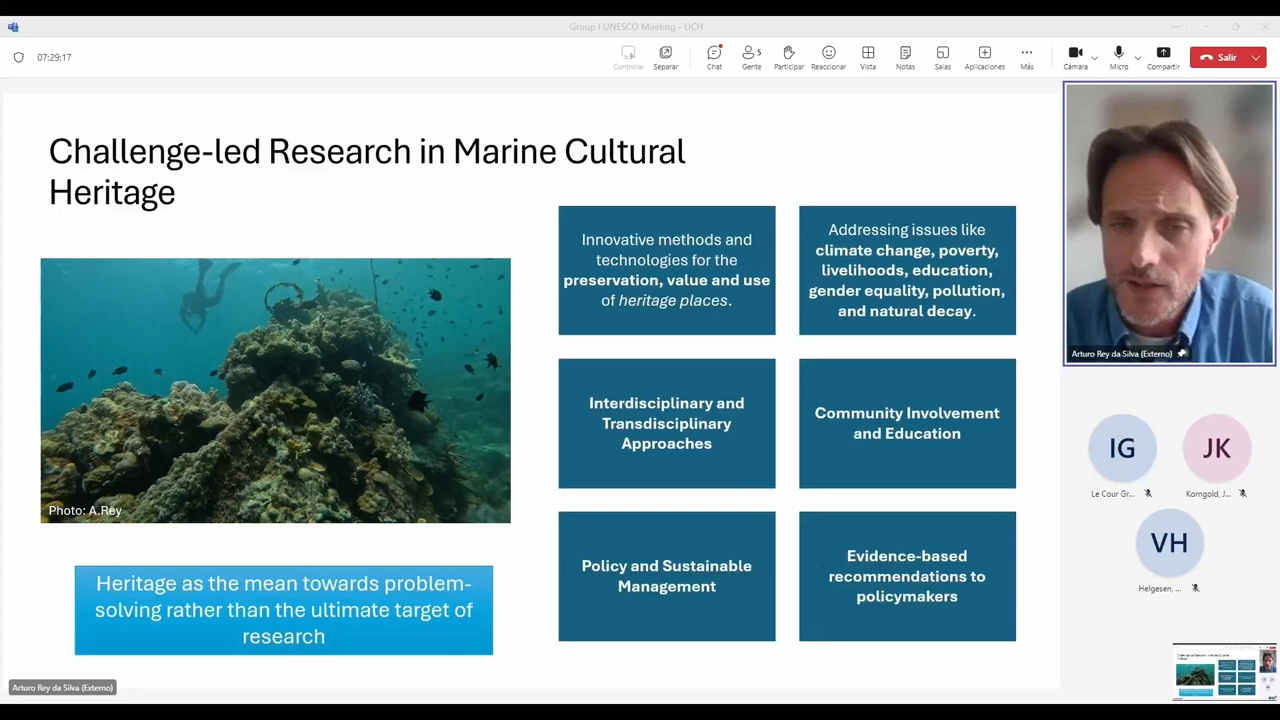 Group I UNESCO Meeting - UCH
07:29:17
Controlar
Separar
Chat
5
Gente
Participar
Reaccionar
Vista
Notas
Salas
Aplicaciones
Más
Cámara
Micro
Compartir
Salir
Challenge-led Research in Marine Cultural
Heritage
Innovative methods and
technologies for the
preservation, value and use
of heritage places.
Addressing issues like
climate change, poverty,
livelihoods, education,
gender equality, pollution,
and natural decay.
Interdisciplinary and
Transdisciplinary
Approaches
Community Involvement
and Education
Policy and Sustainable
Management
Evidence-based
recommendations to
policymakers
Photo: A.Rey
Heritage as the mean towards problem-
solving rather than the ultimate target of
research
Arturo Rey da Silva (Externo)
Arturo Rey da Silva (Externo)
IG
Le Cour Gr...
JK
Korngold, J...
VH
Helgesen, ...